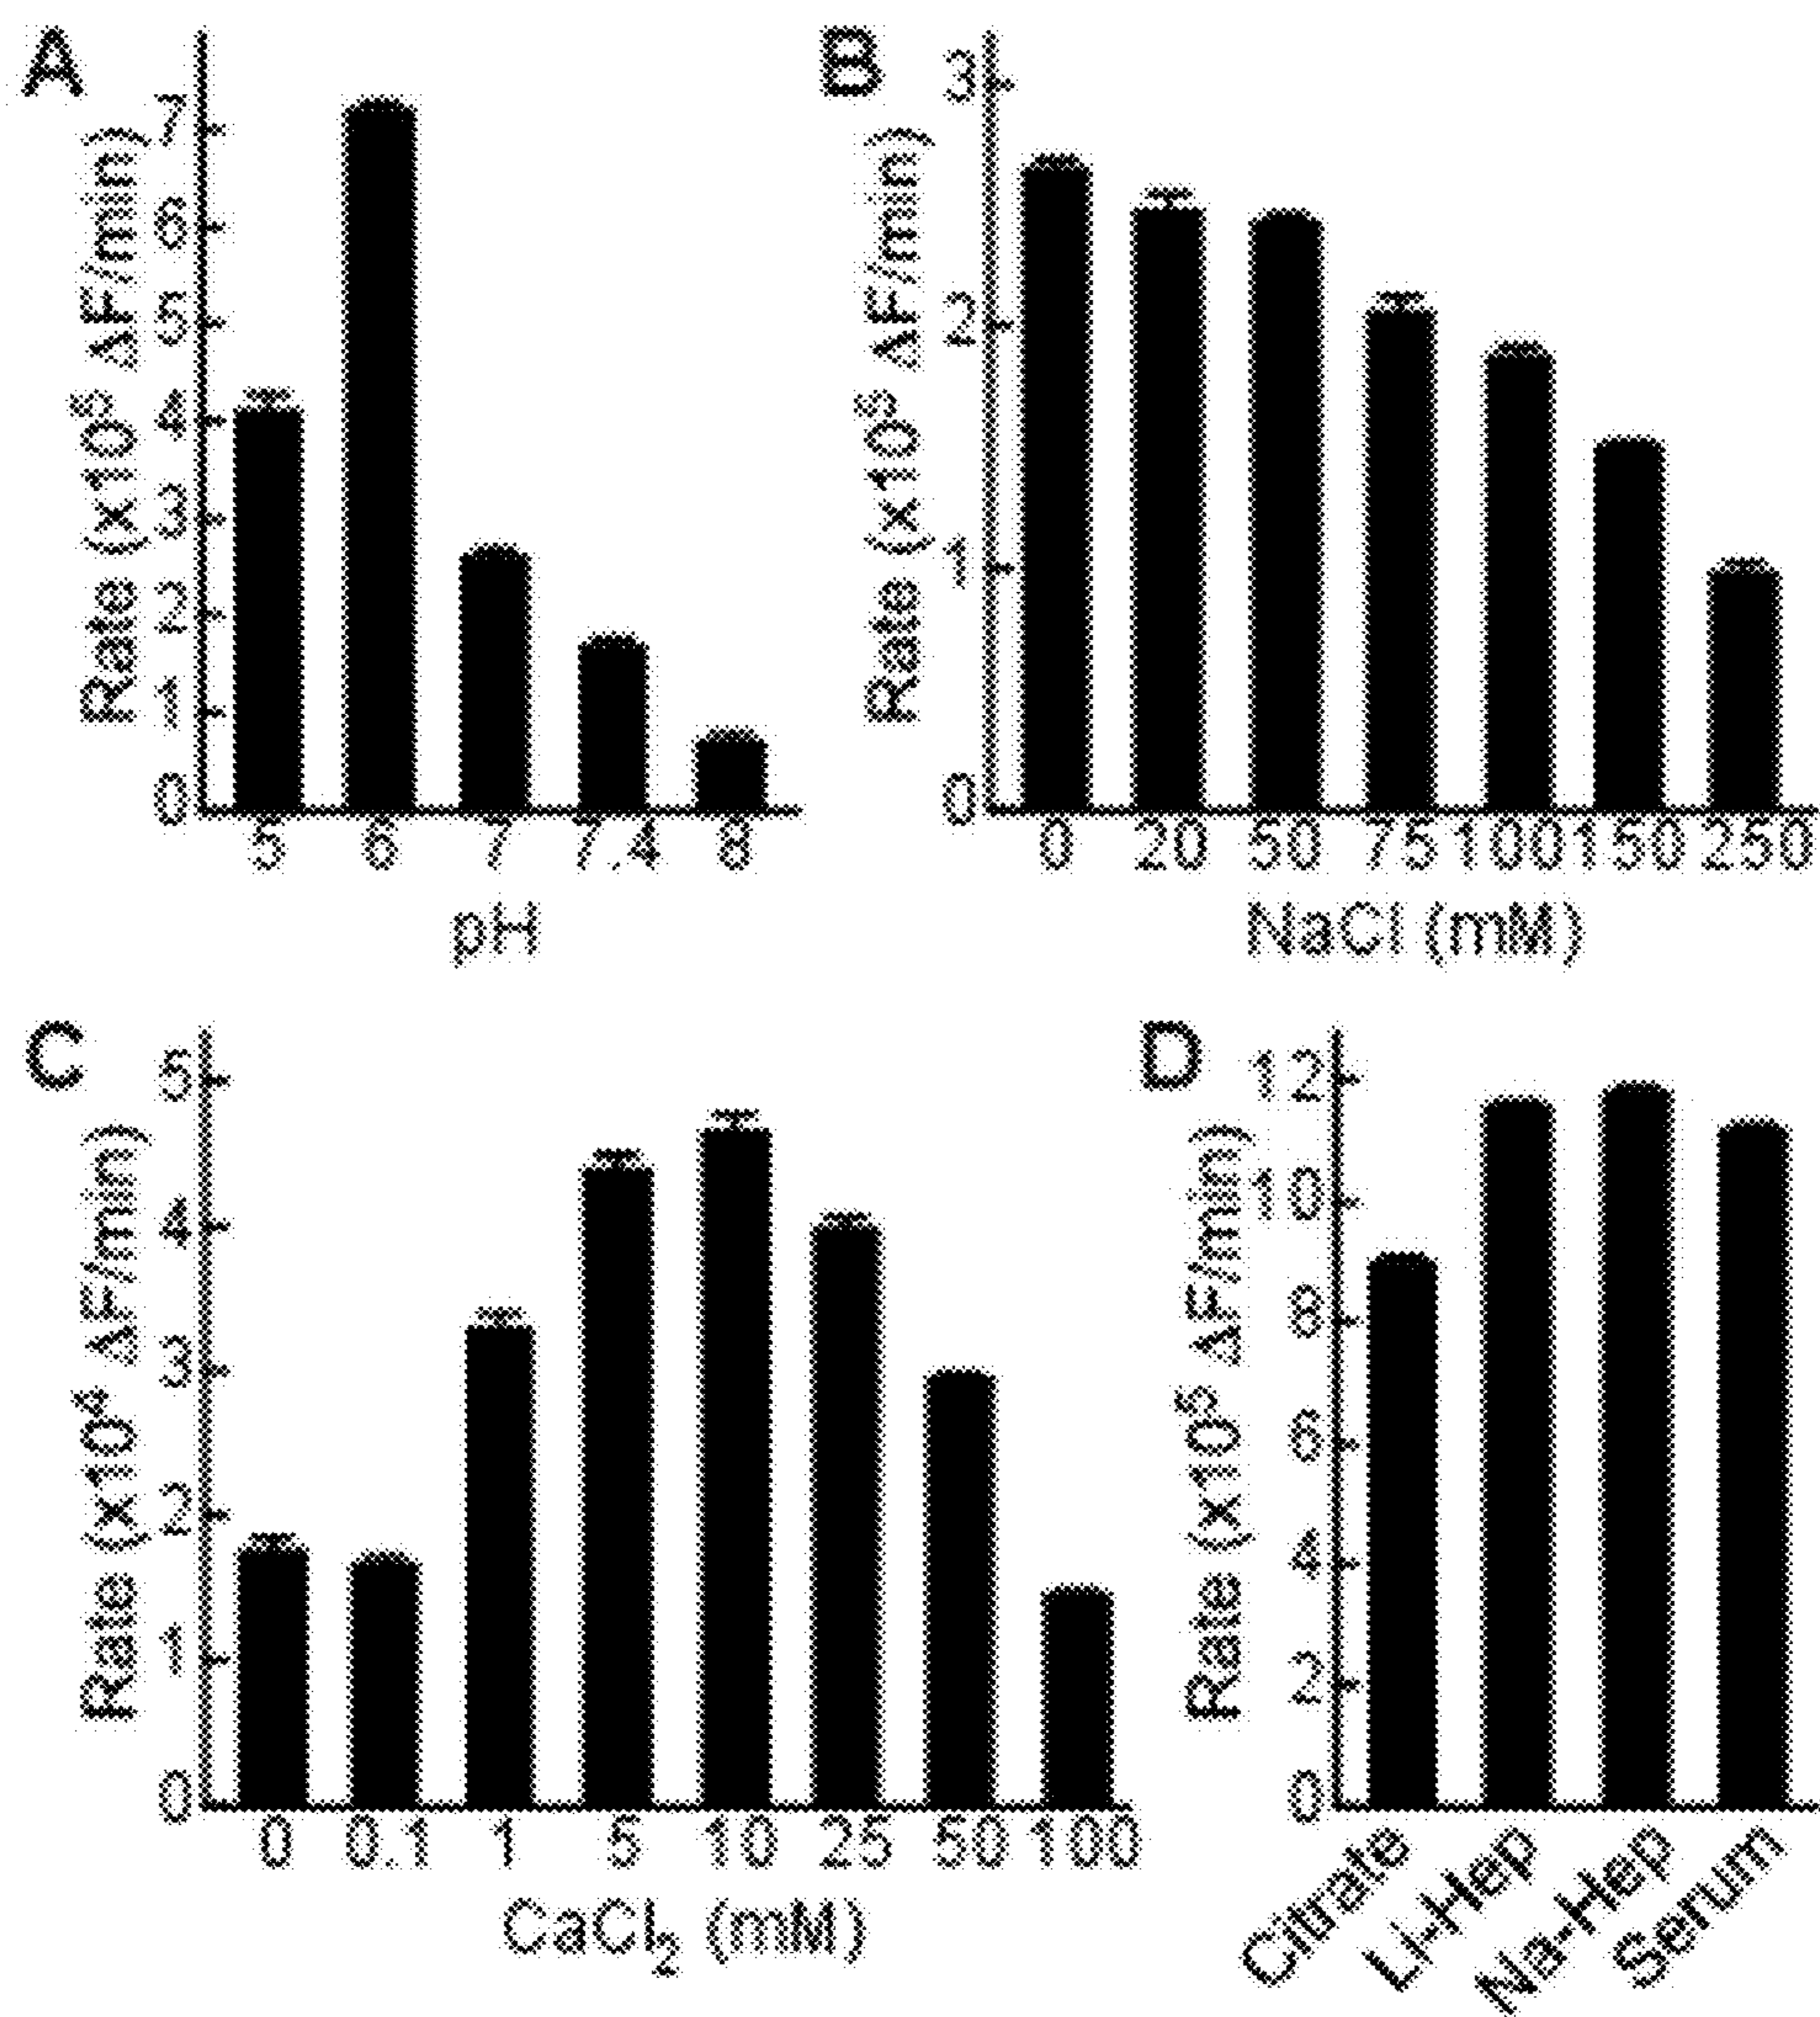 A
Rate (x10⁵ ΔF/min)
7
6
5
4
3
2
1
0
5 6 7 7.4 8
pH
B
Rate (x10⁵ ΔF/min)
3
2
1
0
0 20 50 75 100 150 250
NaCl (mM)
C
Rate (x10⁴ ΔF/min)
5
4
3
2
1
0
0 0.1 1 5 10 25 50 100
CaCl₂ (mM)
D
Rate (x10⁵ ΔF/min)
12
10
8
6
4
2
0
Citrate
Li-Hep
Na-Hep
Serum